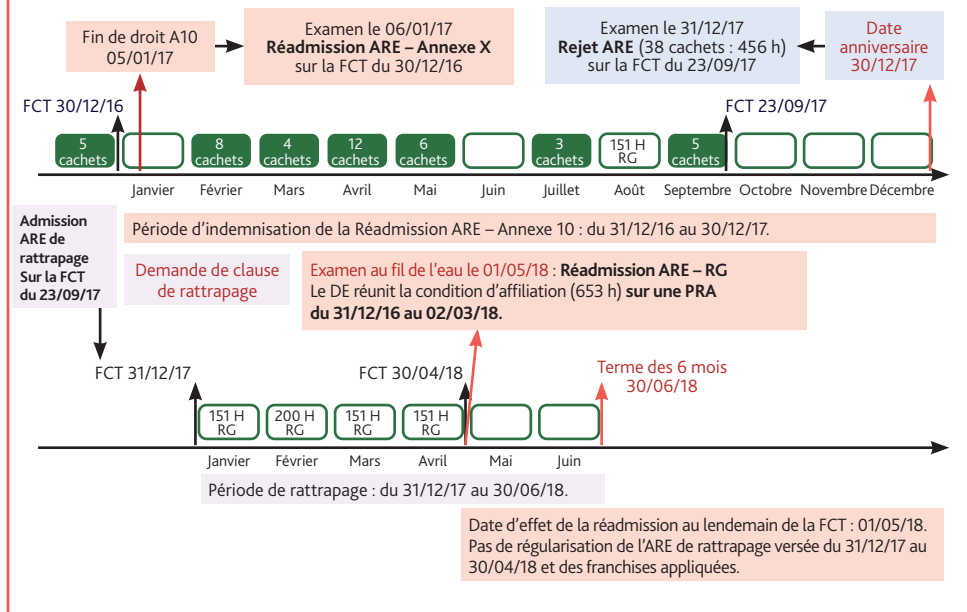 Fin de droit A10
05/01/17
Examen le 06/01/17
Réadmission ARE – Annexe X
sur la FCT du 30/12/16
Examen le 31/12/17
Rejet ARE (38 cachets : 456 h)
sur la FCT du 23/09/17
Date
anniversaire
30/12/17
FCT 30/12/16
FCT 23/09/17
5
cachets
8
cachets
4
cachets
12
cachets
6
cachets
3
cachets
151 H
RG
5
cachets
Janvier Février Mars Avril Mai Juin Juillet Août Septembre Octobre Novembre Décembre
Admission
ARE de
rattrapage
Sur la FCT
du 23/09/17
Période d’indemnisation de la Réadmission ARE – Annexe 10 : du 31/12/16 au 30/12/17.
Demande de clause
de rattrapage
Examen au fil de l’eau le 01/05/18 : Réadmission ARE – RG
Le DE réunit la condition d’affiliation (653 h) sur une PRA
du 31/12/16 au 02/03/18.
FCT 31/12/17
FCT 30/04/18
Terme des 6 mois
30/06/18
151 H
RG
200 H
RG
151 H
RG
151 H
RG
Janvier Février Mars Avril Mai Juin
Période de rattrapage : du 31/12/17 au 30/06/18.
Date d’effet de la réadmission au lendemain de la FCT : 01/05/18.
Pas de régularisation de l’ARE de rattrapage versée du 31/12/17 au
30/04/18 et des franchises appliquées.